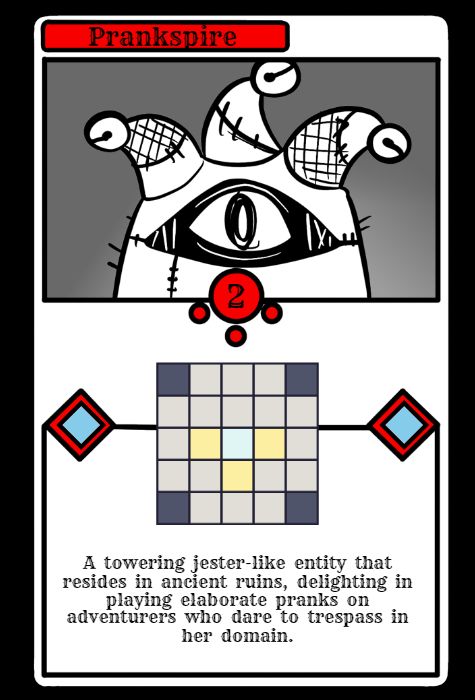 Prankspire
2
A towering jester-like entity that
resides in ancient ruins, delighting in
playing elaborate pranks on
adventurers who dare to trespass in
her domain.